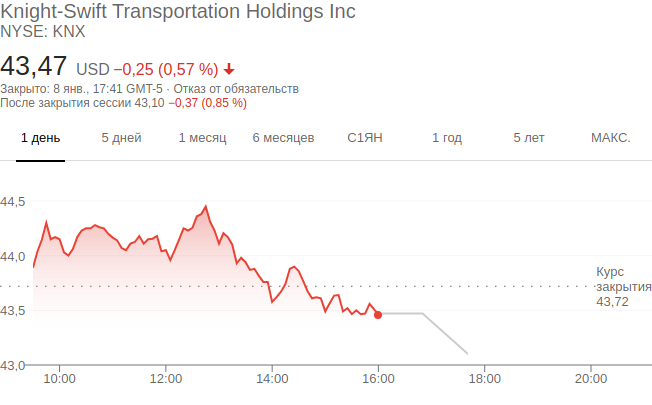 Knight-Swift Transportation Holdings Inc
NYSE: KNX
43,47 USD −0,25 (0,57 %)
Закрыто: 8 янв., 17:41 GMT-5 · Отказ от обязательств
После закрытия сессии 43,10 −0,37 (0,85 %)
1 день 5 дней 1 месяц 6 месяцев С1ЯН 1 год 5 лет МАКС.
44,5
44,0
Курс
закрытия
43,72
43,5
43,0
10:00 12:00 14:00 16:00 18:00 20:00